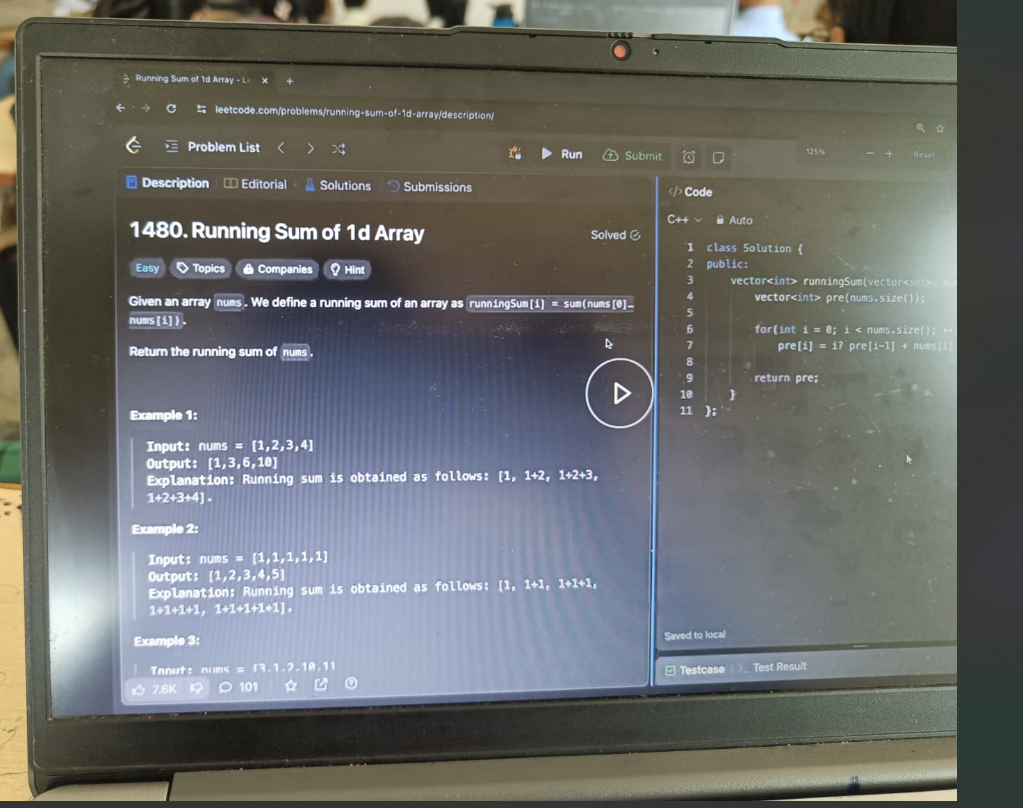 Running Sum of 1d Array - L
leetcode.com/problems/running-sum-of-1d-array/description/
Problem List
Run
Submit
125%
Reset
Description
Editorial
Solutions
Submissions
1480. Running Sum of 1d Array
Solved
Easy
Topics
Companies
Hint
Given an array nums. We define a running sum of an array as runningSum[i] = sum(nums[0]…
nums[i]).
Return the running sum of nums.
Example 1:
Input: nums = [1,2,3,4]
Output: [1,3,6,10]
Explanation: Running sum is obtained as follows: [1, 1+2, 1+2+3,
1+2+3+4].
Example 2:
Input: nums = [1,1,1,1,1]
Output: [1,2,3,4,5]
Explanation: Running sum is obtained as follows: [1, 1+1, 1+1+1,
1+1+1+1, 1+1+1+1+1].
Example 3:
Input: nums = [3,1,2,10,1]
7.6K
101
</> Code
C++
Auto
1 class Solution {
2 public:
3 vector<int> runningSum(vector<int>&
4 vector<int> pre(nums.size());
5
6 for(int i = 0; i < nums.size(); ++
7 pre[i] = i? pre[i-1] + nums[i]
8
9 return pre;
10 }
11 };
Saved to local
Testcase
Test Result